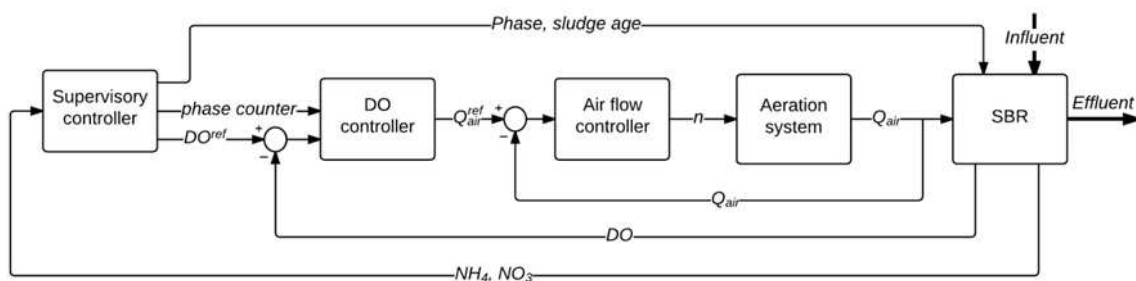 Phase, sludge age
Influent
Supervisory
controller
phase counter
DO^ref
+
−
DO
controller
Q_air^ref
+
−
Air flow
controller
n
Aeration
system
Q_air
SBR
Effluent
Q_air
DO
NH₄, NO₃